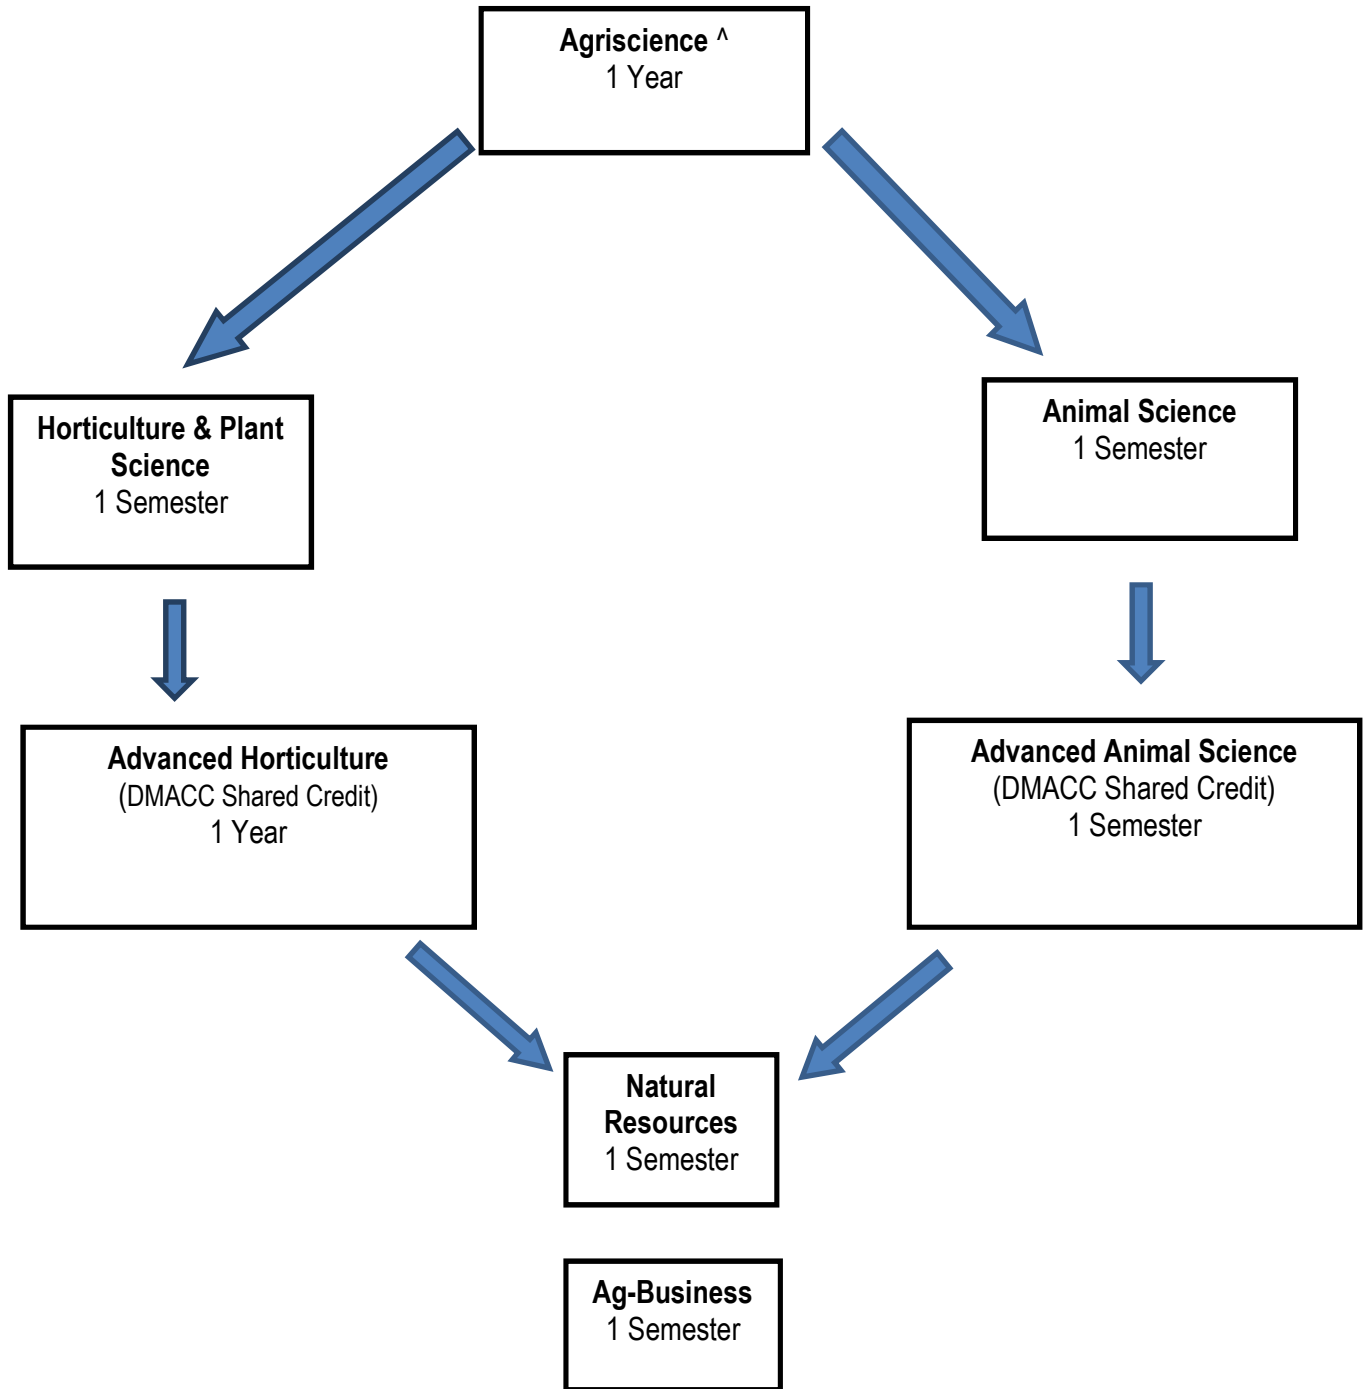 Agriscience ^
1 Year
Horticulture & Plant
Science
1 Semester
Animal Science
1 Semester
Advanced Horticulture
(DMACC Shared Credit)
1 Year
Advanced Animal Science
(DMACC Shared Credit)
1 Semester
Natural
Resources
1 Semester
Ag-Business
1 Semester